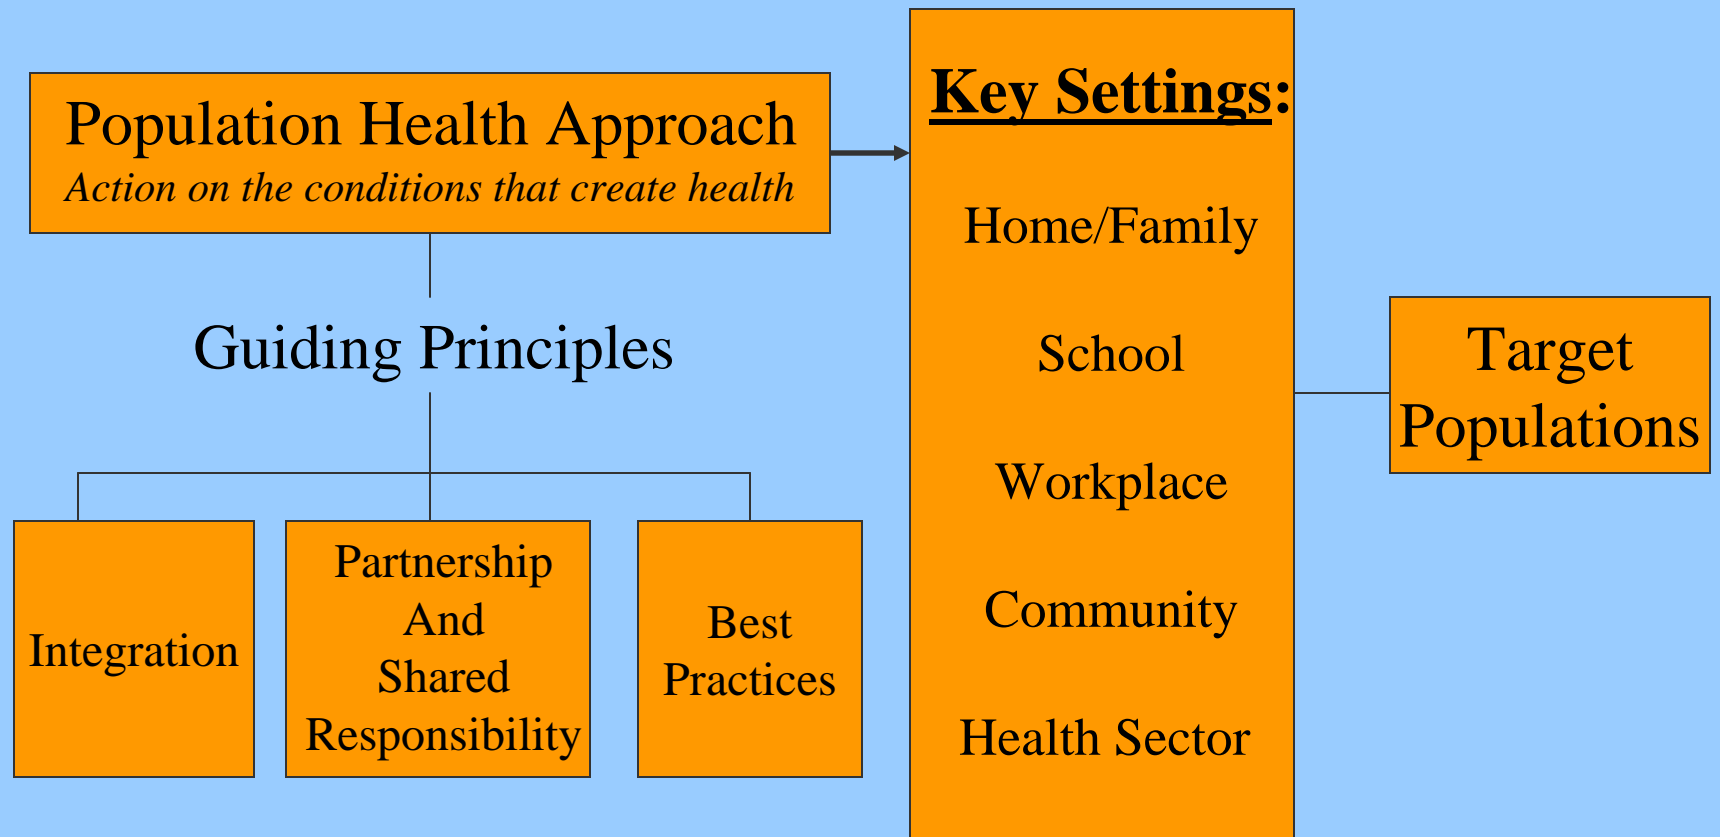 Population Health Approach
Action on the conditions that create health
Guiding Principles
Integration
Partnership
And
Shared
Responsibility
Best
Practices
Key Settings:
Home/Family
School
Workplace
Community
Health Sector
Target
Populations